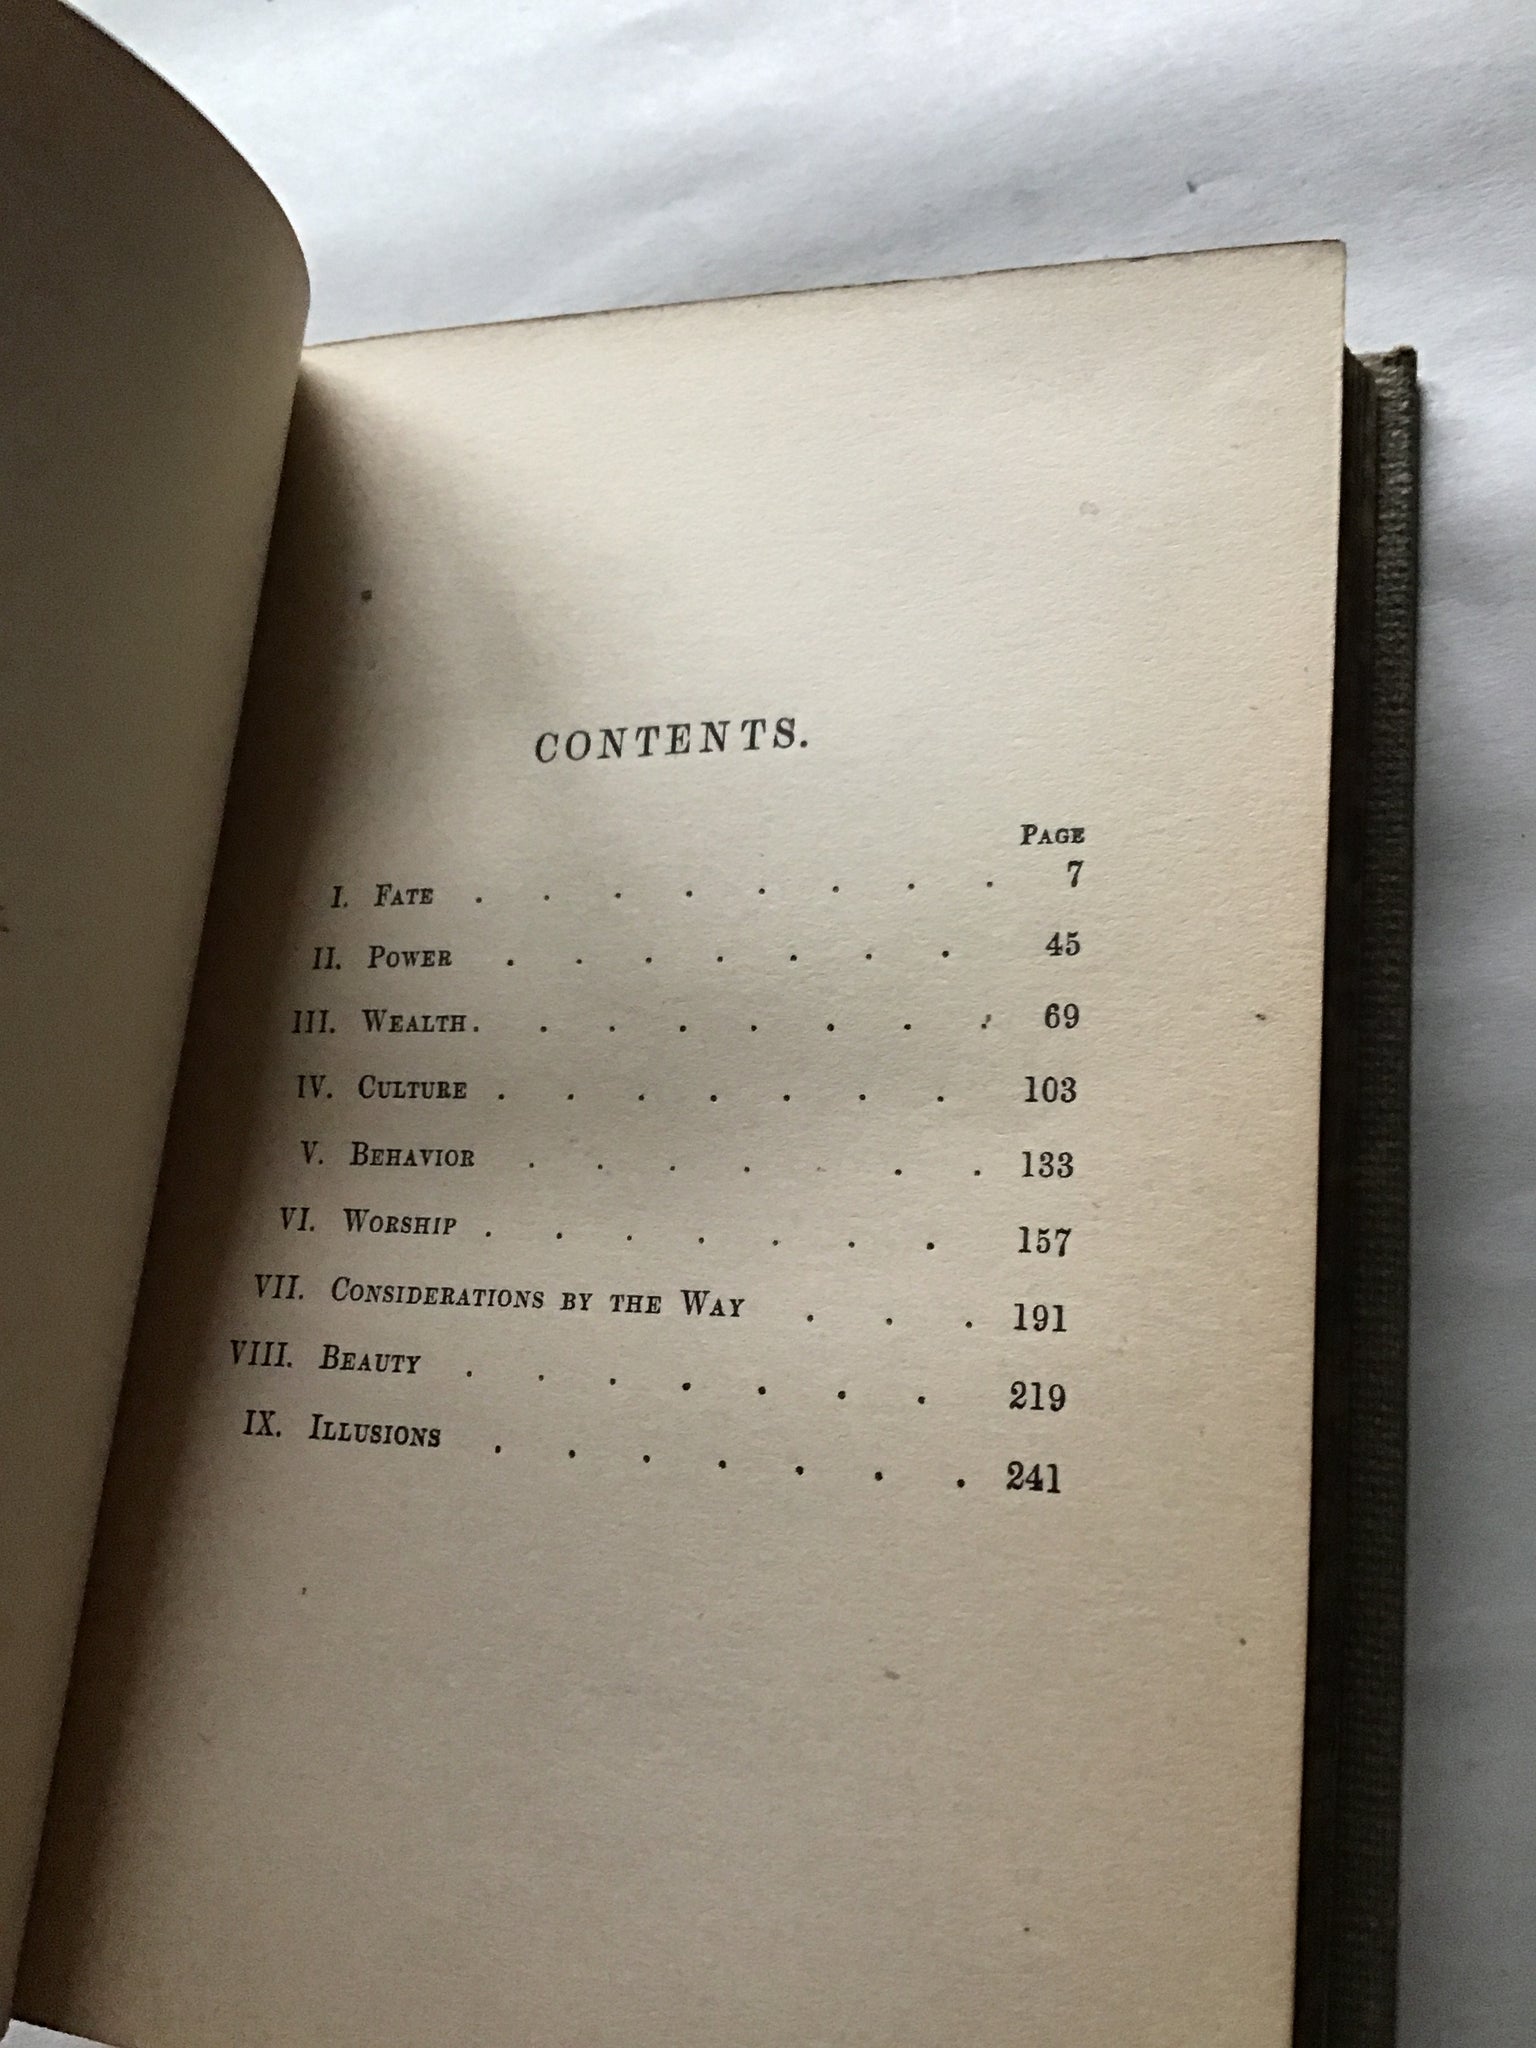 CONTENTS.
PAGE
I. FATE . . . . . . . . 7
II. POWER . . . . . . . 45
III. WEALTH. . . . . . . . 69
IV. CULTURE . . . . . . . 103
V. BEHAVIOR . . . . . . 133
VI. WORSHIP . . . . . . . 157
VII. CONSIDERATIONS BY THE WAY . . . 191
VIII. BEAUTY . . . . . . . 219
IX. ILLUSIONS . . . . . . . 241